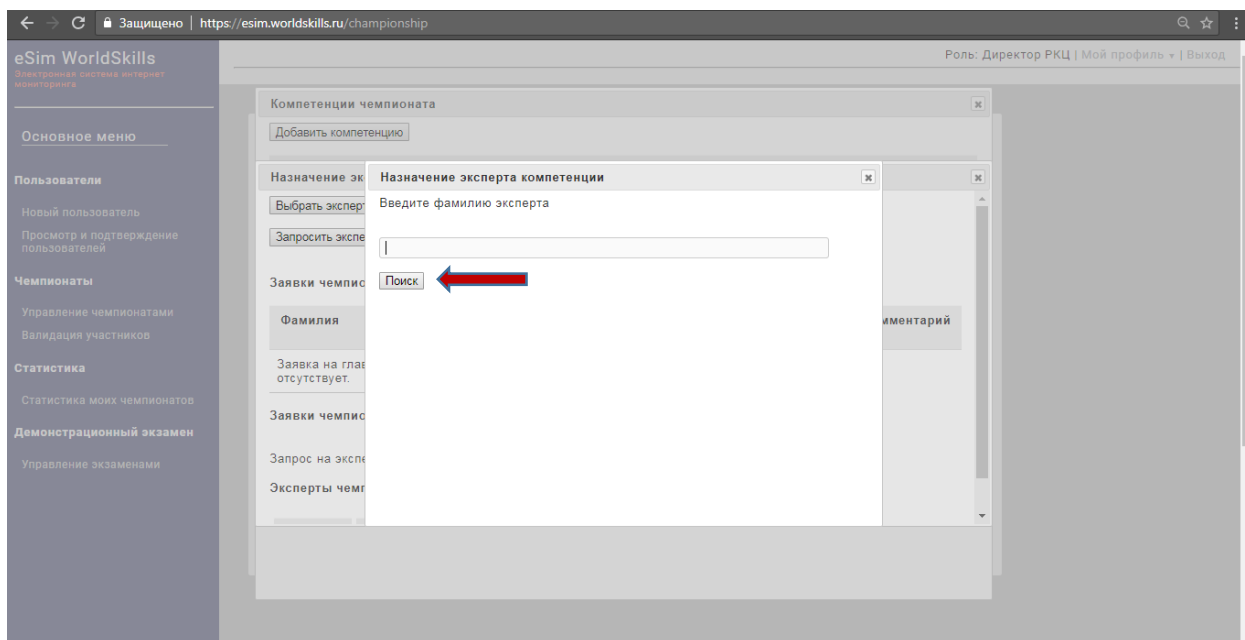 Защищено | https://esim.worldskills.ru/championship
eSim WorldSkills
Электронная система интернет
мониторинга
Роль: Директор РКЦ | Мой профиль | Выход
Основное меню
Пользователи
Новый пользователь
Просмотр и подтверждение
пользователей
Чемпионаты
Управление чемпионатами
Валидация участников
Статистика
Статистика моих чемпионатов
Демонстрационный экзамен
Управление экзаменами
Компетенции чемпионата
Добавить компетенцию
Назначение эк
Выбрать экспер
Запросить экспе
Заявки чемпио
Фамилия
мментарий
Заявка на глав
отсутствует.
Заявки чемпио
Запрос на экспе
Эксперты чемп
Назначение эксперта компетенции
Введите фамилию эксперта
Поиск